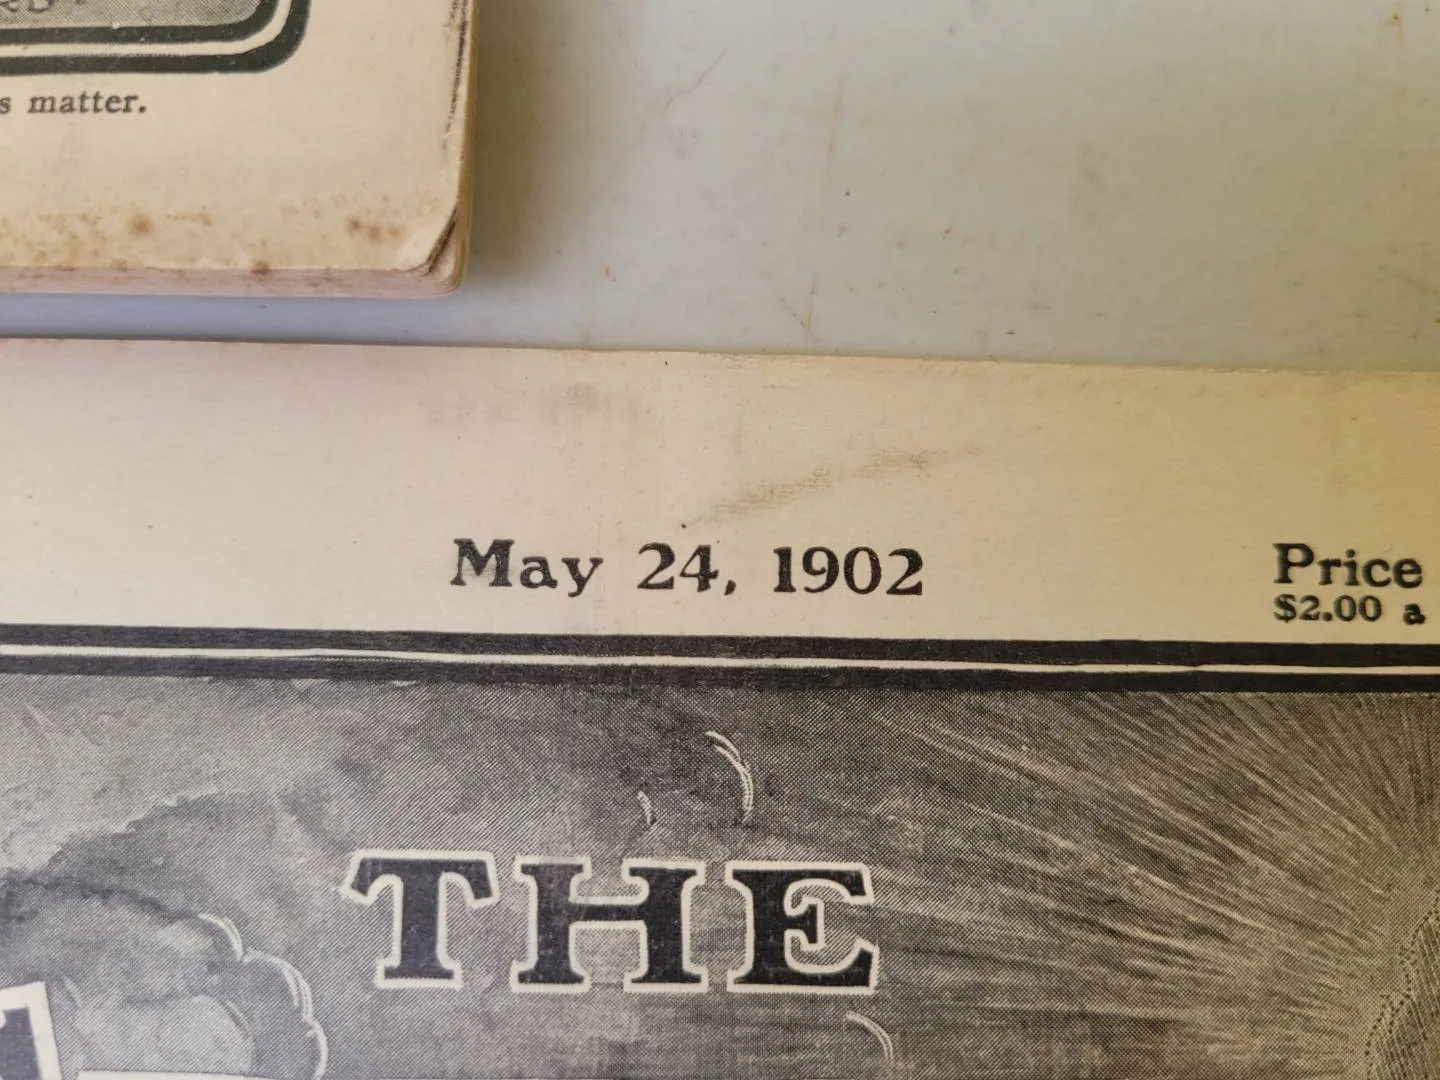 s matter.
May 24, 1902
Price
$2.00 a
THE